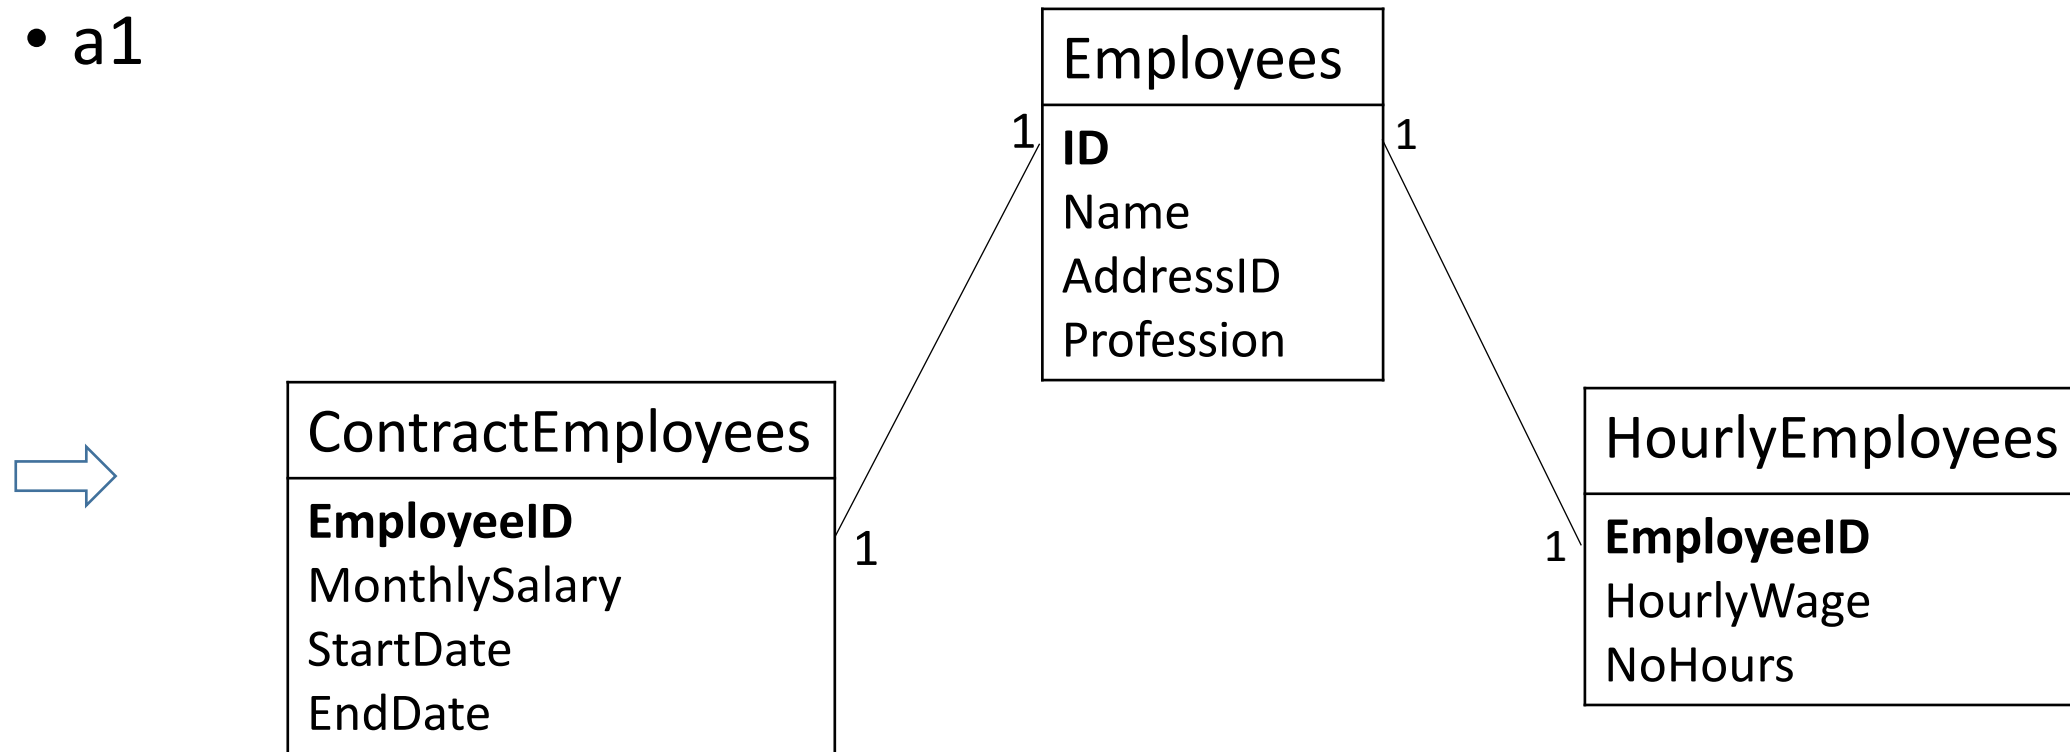 • a1
Employees
1
1
ID
Name
AddressID
Profession
ContractEmployees
EmployeeID
1
MonthlySalary
StartDate
EndDate
HourlyEmployees
1
EmployeeID
HourlyWage
NoHours